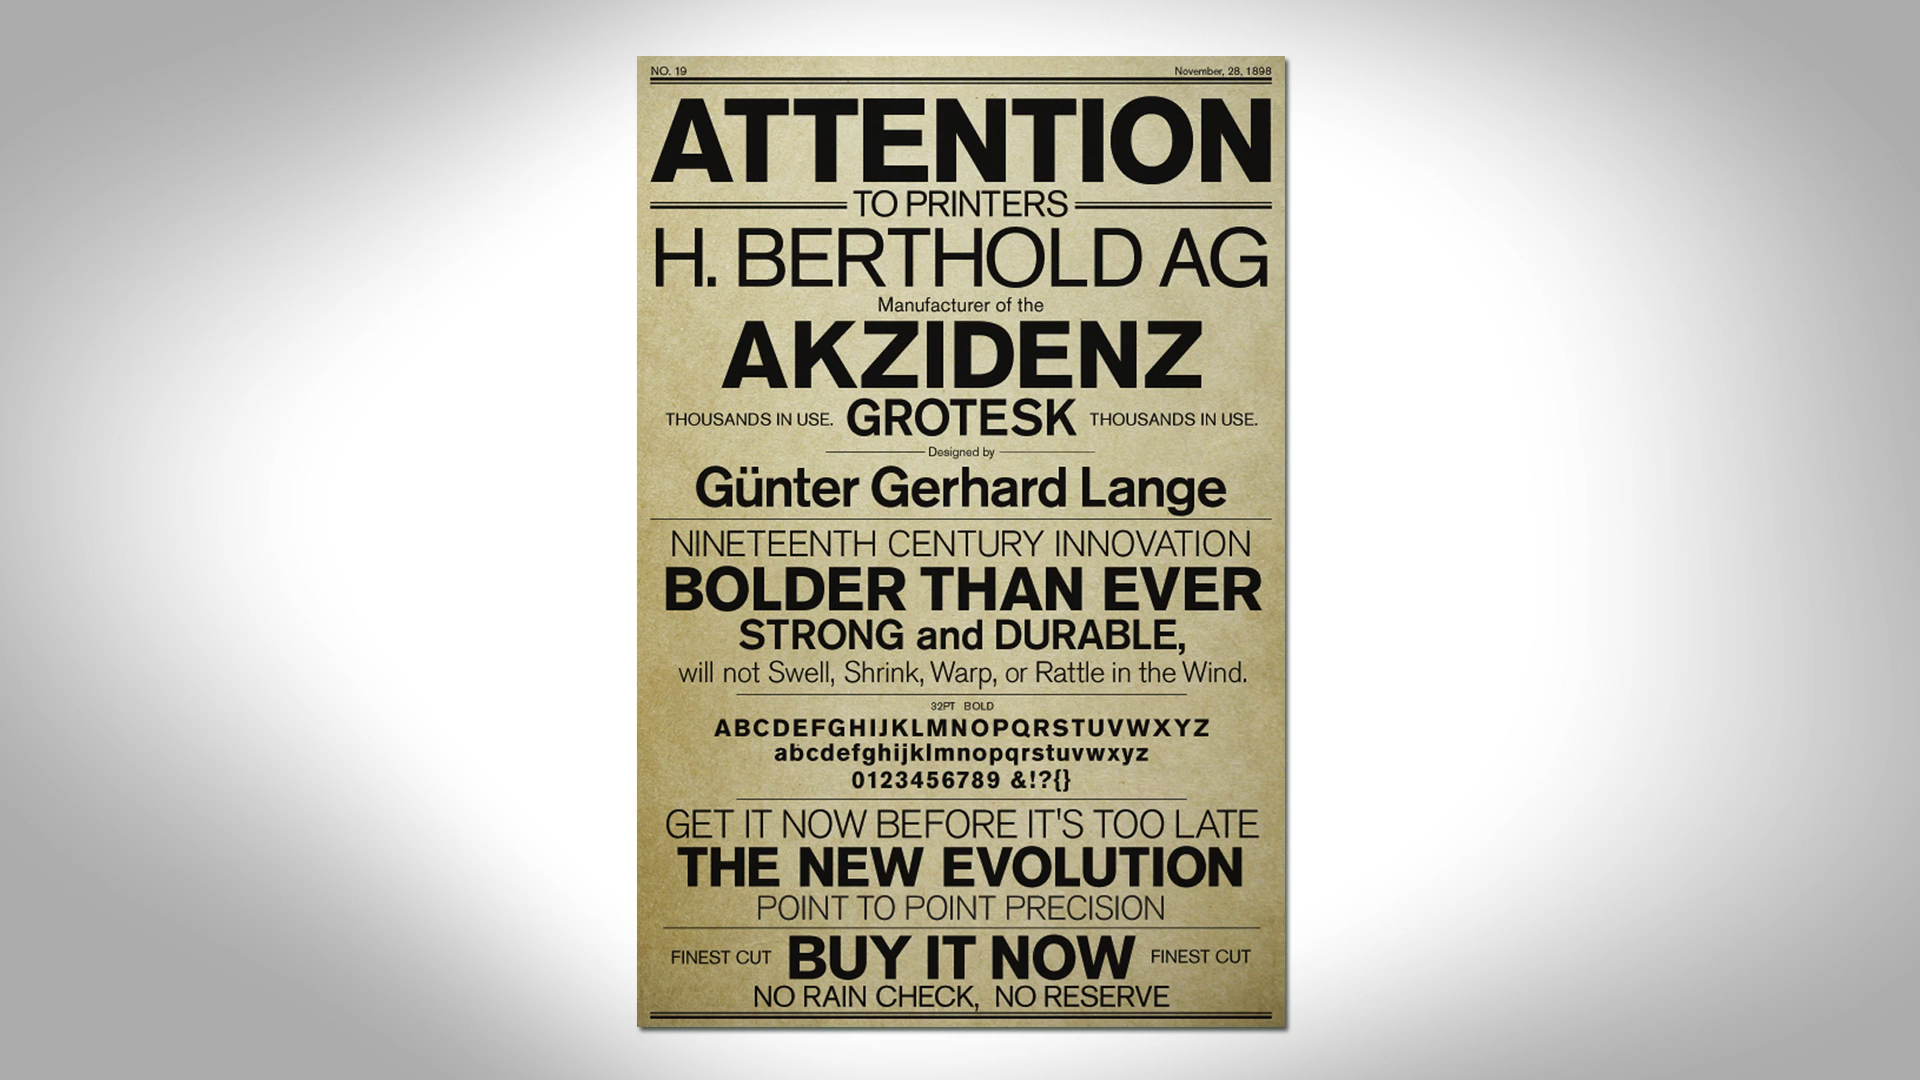 NO. 19 November, 28, 1898
ATTENTION
TO PRINTERS
H. BERTHOLD AG
Manufacturer of the
AKZIDENZ
THOUSANDS IN USE. GROTESK THOUSANDS IN USE.
Designed by
Günter Gerhard Lange
NINETEENTH CENTURY INNOVATION
BOLDER THAN EVER
STRONG and DURABLE,
will not Swell, Shrink, Warp, or Rattle in the Wind.
32PT BOLD
ABCDEFGHIJKLMNOPQRSTUVWXYZ
abcdefghijklmnopqrstuvwxyz
0123456789 &!?{}
GET IT NOW BEFORE IT'S TOO LATE
THE NEW EVOLUTION
POINT TO POINT PRECISION
FINEST CUT BUY IT NOW FINEST CUT
NO RAIN CHECK, NO RESERVE